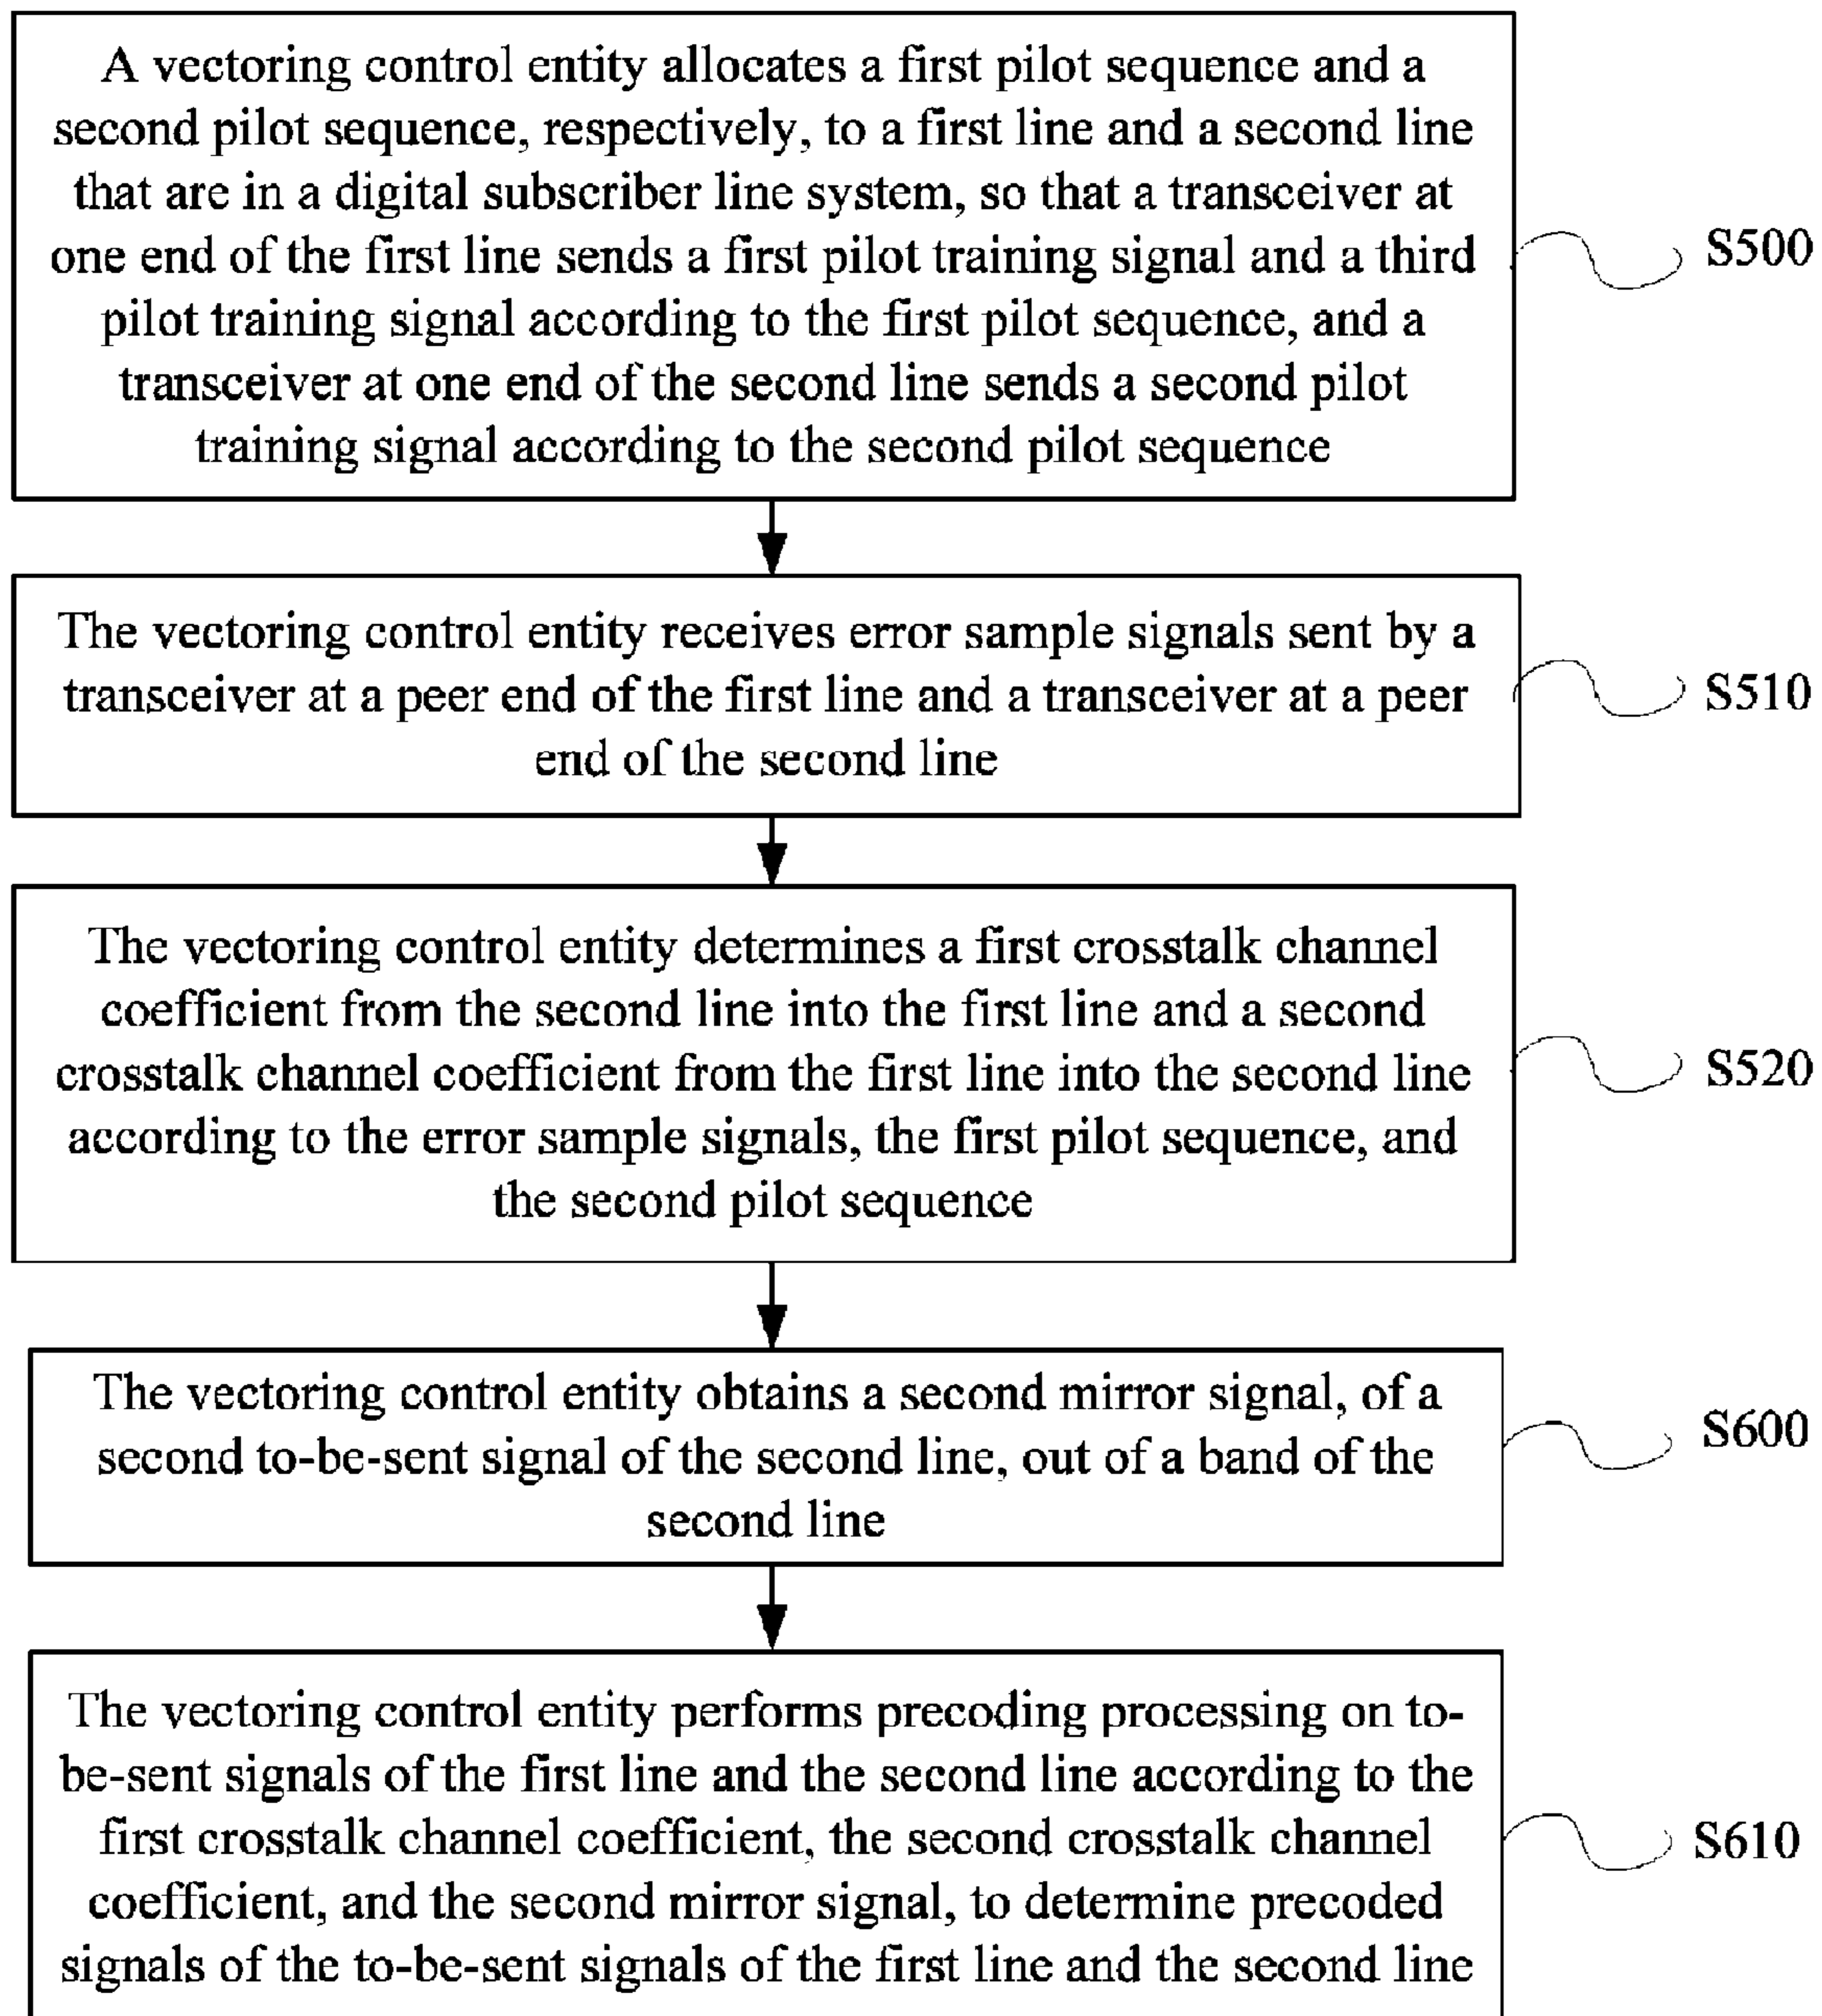 A vectoring control entity allocates a first pilot sequence and a
second pilot sequence, respectively, to a first line and a second line
that are in a digital subscriber line system, so that a transceiver at
one end of the first line sends a first pilot training signal and a third
pilot training signal according to the first pilot sequence, and a
transceiver at one end of the second line sends a second pilot
training signal according to the second pilot sequence
S500
The vectoring control entity receives error sample signals sent by a
transceiver at a peer end of the first line and a transceiver at a peer
end of the second line
S510
The vectoring control entity determines a first crosstalk channel
coefficient from the second line into the first line and a second
crosstalk channel coefficient from the first line into the second line
according to the error sample signals, the first pilot sequence, and
the second pilot sequence
S520
The vectoring control entity obtains a second mirror signal, of a
second to-be-sent signal of the second line, out of a band of the
second line
S600
The vectoring control entity performs precoding processing on to-
be-sent signals of the first line and the second line according to the
first crosstalk channel coefficient, the second crosstalk channel
coefficient, and the second mirror signal, to determine precoded
signals of the to-be-sent signals of the first line and the second line
S610